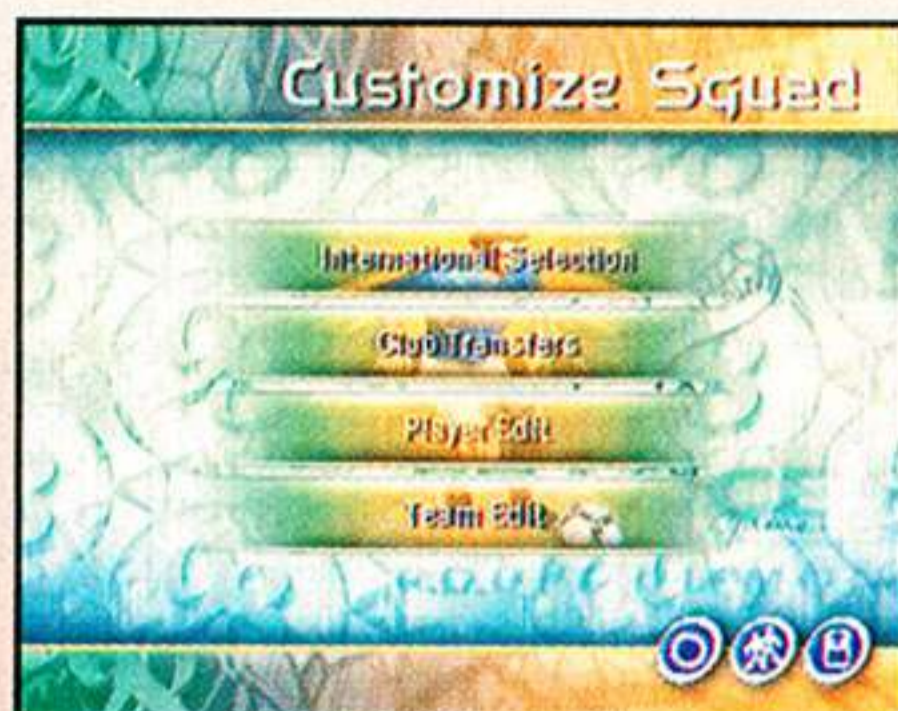 Customize Squad
International Selection
Club Transfers
Player Edit
Team Edit